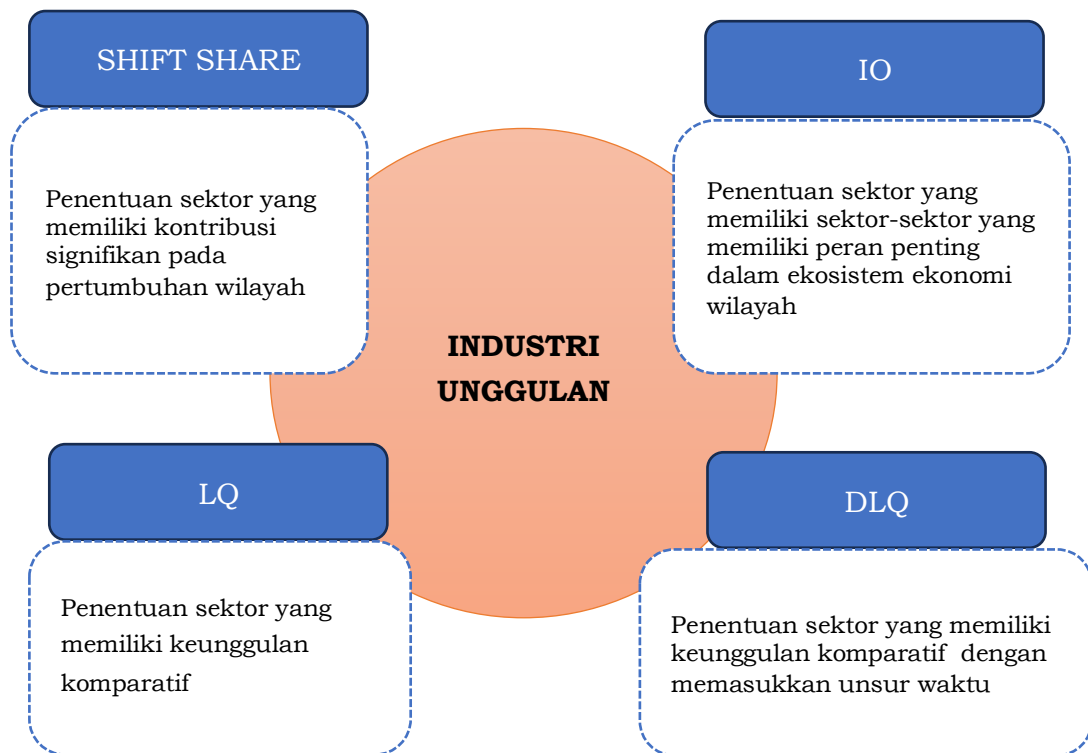 SHIFT SHARE
Penentuan sektor yang
memiliki kontribusi
signifikan pada
pertumbuhan wilayah
IO
Penentuan sektor yang
memiliki sektor-sektor yang
memiliki peran penting
dalam ekosistem ekonomi
wilayah
INDUSTRI
UNGGULAN
LQ
Penentuan sektor yang
memiliki keunggulan
komparatif
DLQ
Penentuan sektor yang memiliki
keunggulan komparatif dengan
memasukkan unsur waktu